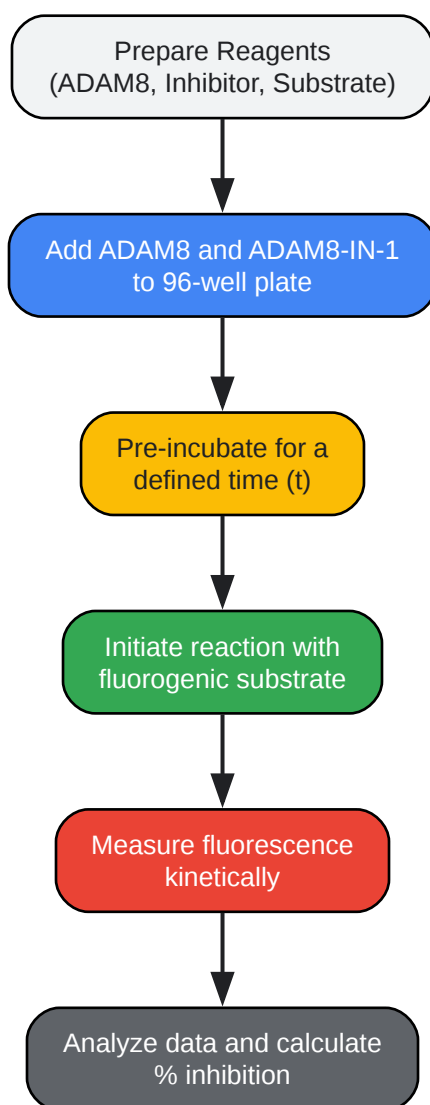 Prepare Reagents
(ADAM8, Inhibitor, Substrate)
Add ADAM8 and ADAM8-IN-1
to 96-well plate
Pre-incubate for a
defined time (t)
Initiate reaction with
fluorogenic substrate
Measure fluorescence
kinetically
Analyze data and calculate
% inhibition